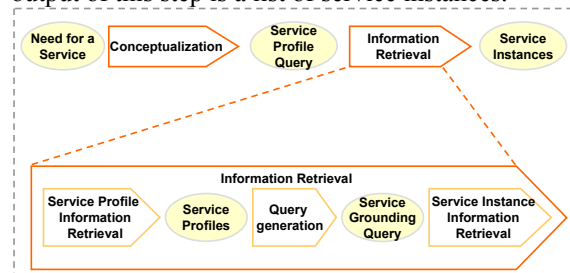 output of this step is a list of service instances.
Need for a
Service
Conceptualization
Service
Profile
Query
Information
Retrieval
Service
Instances
Information Retrieval
Service Profile
Information
Retrieval
Service
Profiles
Query
generation
Service
Grounding
Query
Service Instance
Information
Retrieval